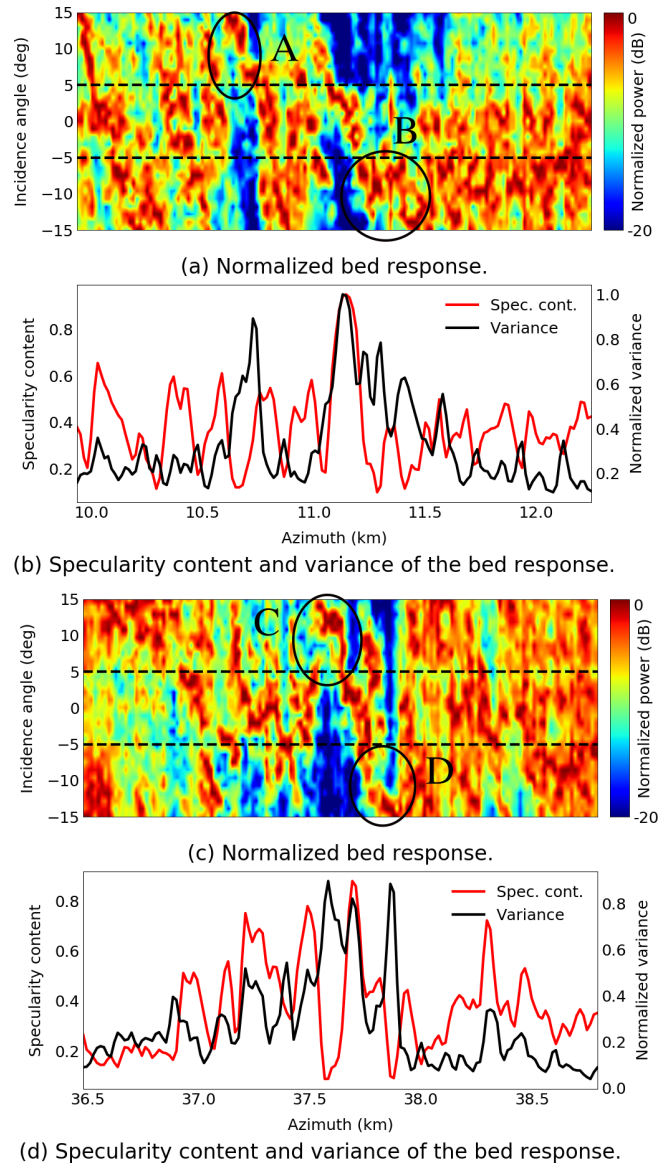 15
10
5
0
−5
−10
−15
Incidence angle (deg)
A
B
0
-20
Normalized power (dB)
(a) Normalized bed response.
0.8
0.6
0.4
0.2
Specularity content
Spec. cont.
Variance
1.0
0.8
0.6
0.4
0.2
Normalized variance
10.0 10.5 11.0 11.5 12.0
Azimuth (km)
(b) Specularity content and variance of the bed response.
15
10
5
0
−5
−10
−15
Incidence angle (deg)
C
D
0
-20
Normalized power (dB)
(c) Normalized bed response.
0.8
0.6
0.4
0.2
Specularity content
Spec. cont.
Variance
0.8
0.6
0.4
0.2
0.0
Normalized variance
36.5 37.0 37.5 38.0 38.5
Azimuth (km)
(d) Specularity content and variance of the bed response.